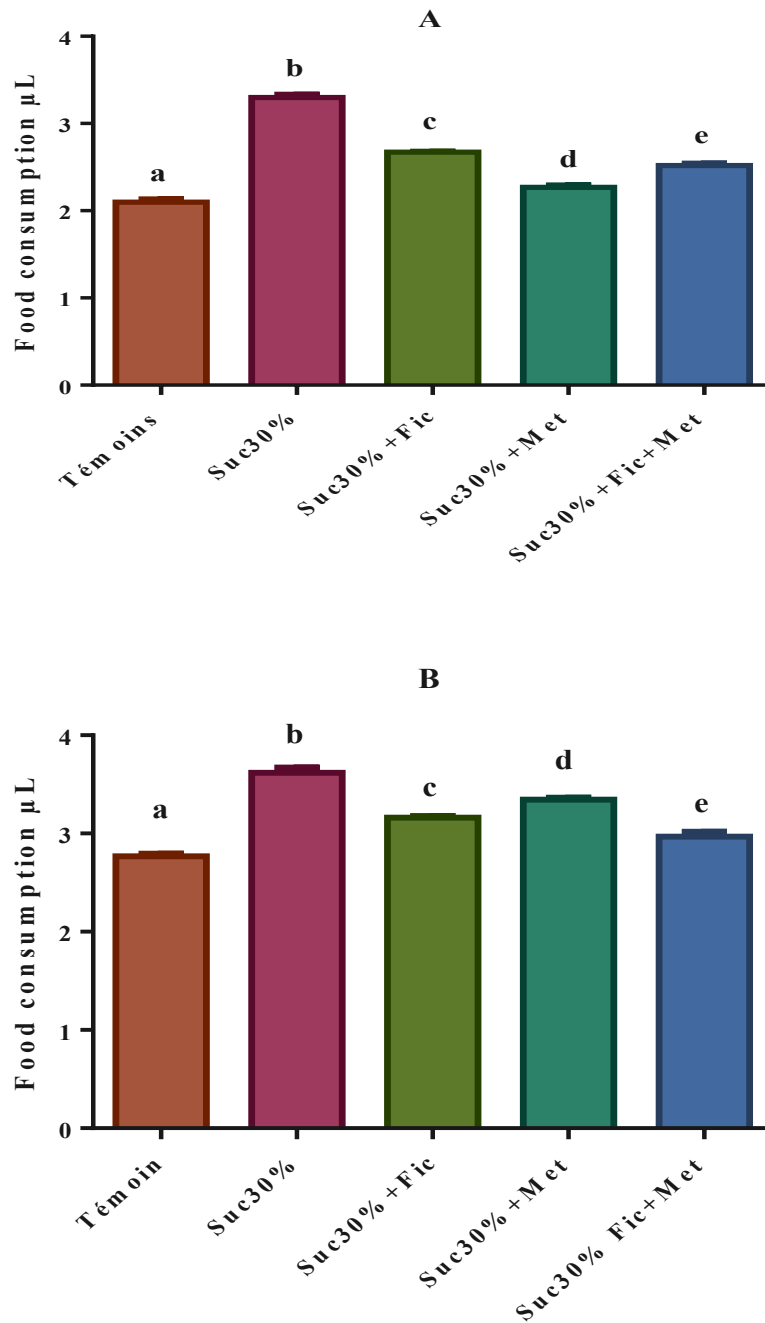 A
Food consumption µL
4
3
2
1
0
a
b
c
d
e
Témoins
Suc30%
Suc30%+Fic
Suc30%+Met
Suc30%+Fic+Met
B
Food consumption µL
4
3
2
1
0
a
b
c
d
e
Témoin
Suc30%
Suc30%+Fic
Suc30%+Met
Suc30% Fic+Met